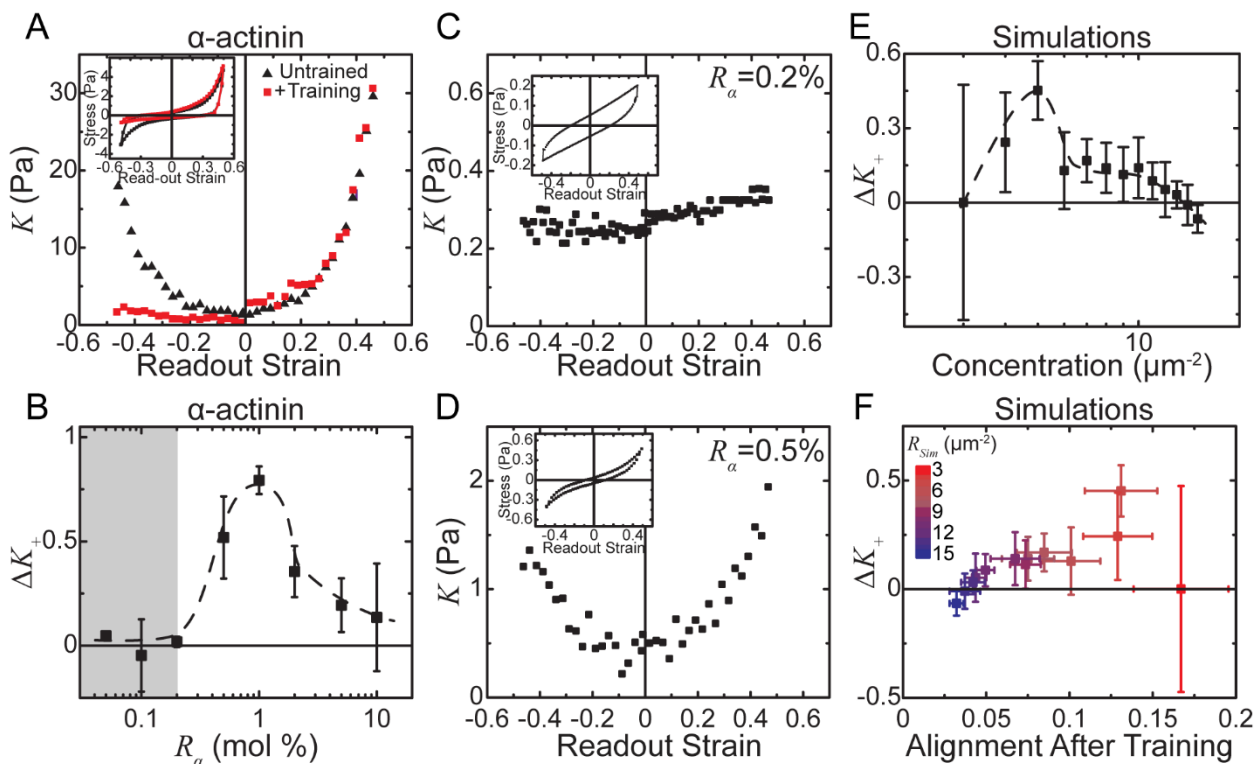 A
α-actinin
K (Pa)
30
20
10
0
-0.6 -0.4 -0.2 0 0.2 0.4 0.6
Readout Strain
Untrained
+Training
Stress (Pa)
4
2
0
-2
-4
-0.6 -0.3 0 0.3 0.6
Read-out Strain
B
α-actinin
ΔK+
1
0.5
0
0.1 1 10
Rα (mol %)
C
Rα=0.2%
K (Pa)
0.6
0.4
0.2
0
-0.6 -0.4 -0.2 0 0.2 0.4 0.6
Readout Strain
Stress (Pa)
0.2
0.1
0
-0.1
-0.2
-0.4 0 0.4
Readout Strain
D
Rα=0.5%
K (Pa)
2
1
0
-0.6 -0.4 -0.2 0 0.2 0.4 0.6
Readout Strain
Stress (Pa)
0.6
0.3
0
-0.3
-0.6
-0.4 0 0.4
Readout Strain
E
Simulations
ΔK+
0.6
0.3
0
-0.3
10
Concentration (μm-2)
F
Simulations
RSim (μm-2)
3
6
9
12
15
ΔK+
0.5
0
-0.5
0 0.05 0.1 0.15 0.2
Alignment After Training